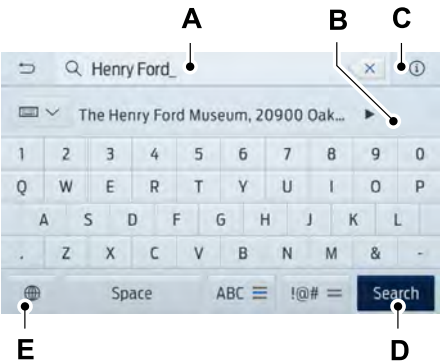 A
B
C
Henry Ford_
The Henry Ford Museum, 20900 Oak...
1 2 3 4 5 6 7 8 9 0
Q W E R T Y U I O P
A S D F G H J K L
. Z X C V B N M & -
Space ABC !@# Search
E
D